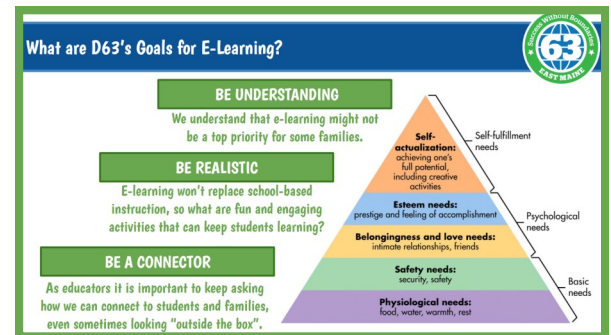 What are D63's Goals for E-Learning?
Success Without Boundaries
63
EAST MAINE
BE UNDERSTANDING
We understand that e-learning might not
be a top priority for some families.
BE REALISTIC
E-learning won't replace school-based
instruction, so what are fun and engaging
activities that can keep students learning?
BE A CONNECTOR
As educators it is important to keep asking
how we can connect to students and families,
even sometimes looking "outside the box".
Self-
actualization:
achieving one's
full potential,
including creative
activities
Esteem needs:
prestige and feeling of accomplishment
Belongingness and love needs:
intimate relationships, friends
Safety needs:
security, safety
Physiological needs:
food, water, warmth, rest
Self-fulfillment
needs
Psychological
needs
Basic
needs